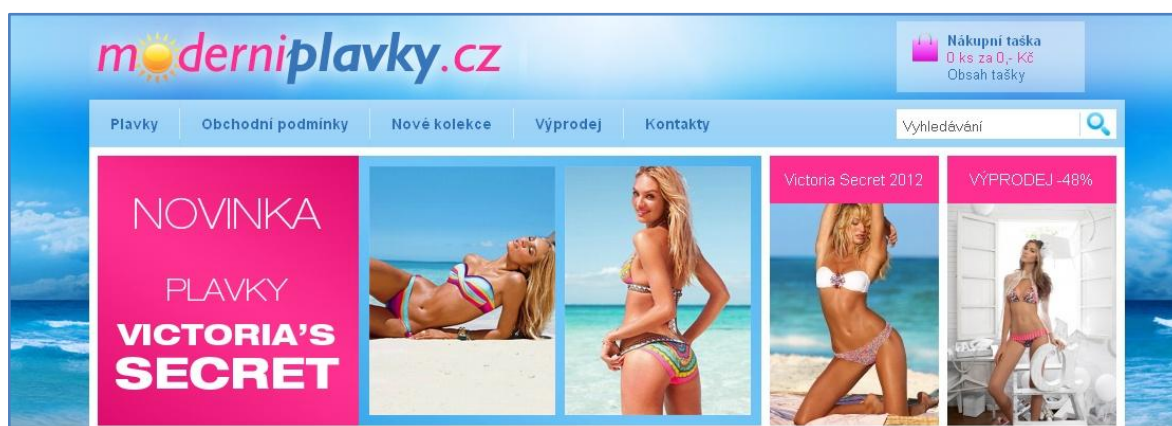 moderniplavky.cz
Nákupní taška
0 ks za 0,- Kč
Obsah tašky
Plavky
Obchodní podmínky
Nové kolekce
Výprodej
Kontakty
Vyhledávání
NOVINKA
PLAVKY
VICTORIA'S
SECRET
Victoria Secret 2012
VÝPRODEJ -48%